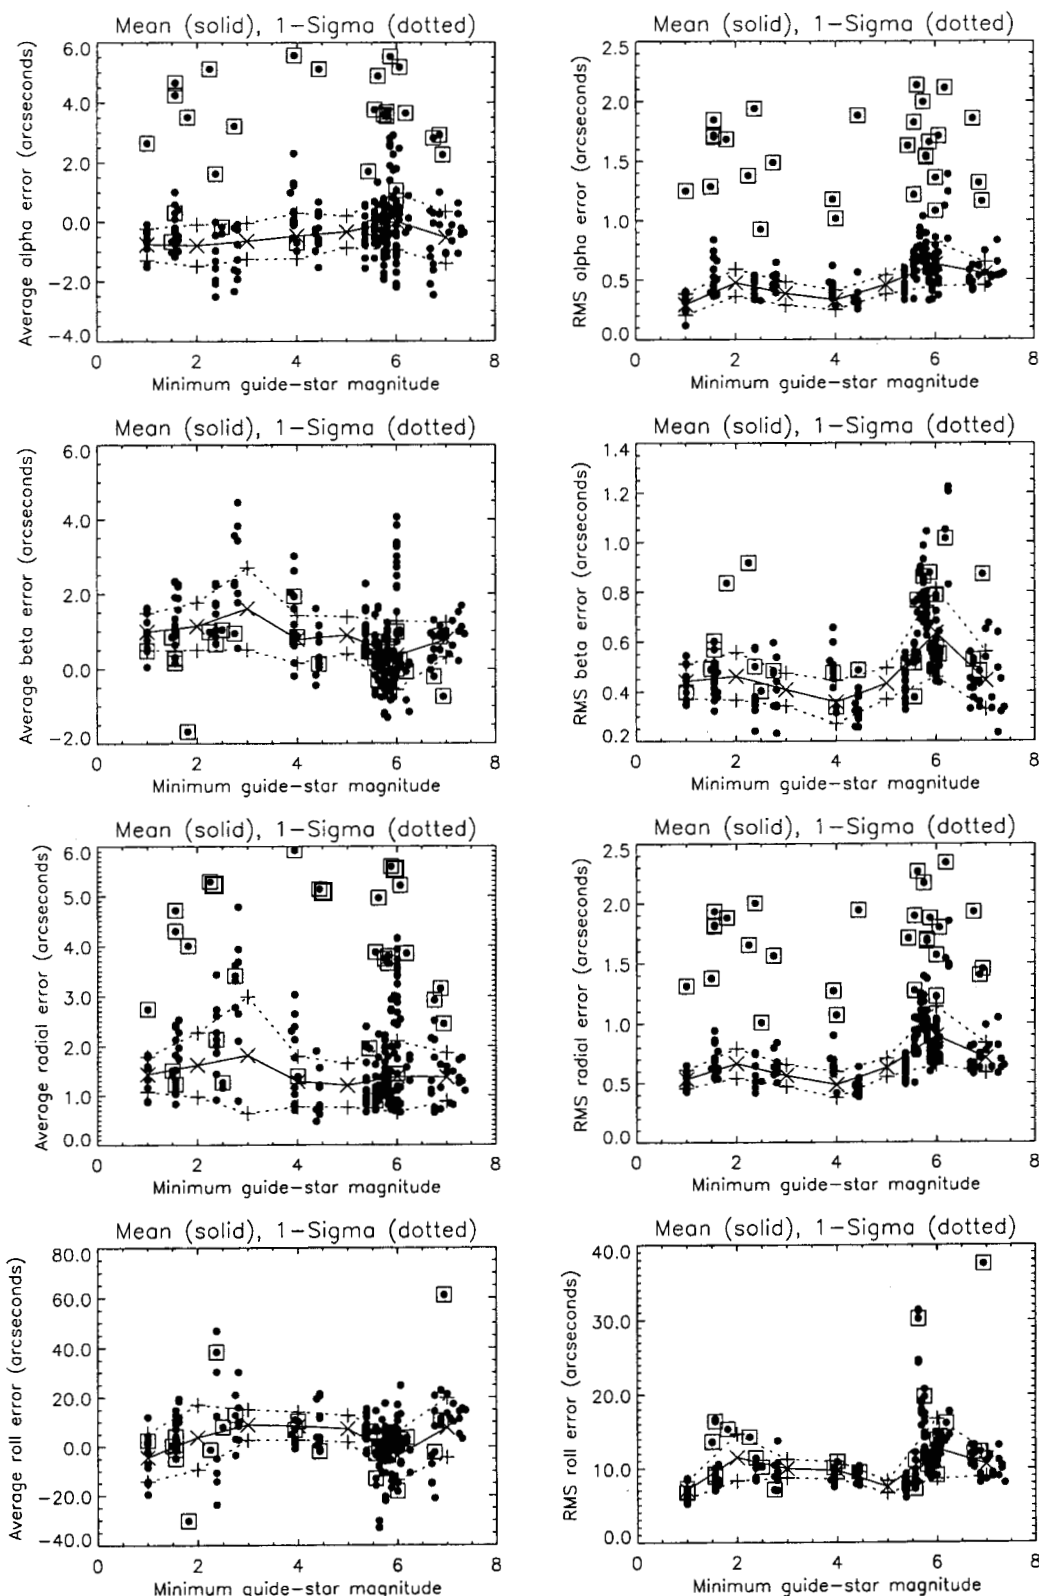 Mean (solid), 1-Sigma (dotted)
Average alpha error (arcseconds)
6.0
4.0
2.0
0.0
-2.0
-4.0
0 2 4 6 8
Minimum guide-star magnitude
Mean (solid), 1-Sigma (dotted)
RMS alpha error (arcseconds)
2.5
2.0
1.5
1.0
0.5
0.0
0 2 4 6 8
Minimum guide-star magnitude
Mean (solid), 1-Sigma (dotted)
Average beta error (arcseconds)
6.0
4.0
2.0
0.0
-2.0
0 2 4 6 8
Minimum guide-star magnitude
Mean (solid), 1-Sigma (dotted)
RMS beta error (arcseconds)
1.4
1.2
1.0
0.8
0.6
0.4
0.2
0 2 4 6 8
Minimum guide-star magnitude
Mean (solid), 1-Sigma (dotted)
Average radial error (arcseconds)
6.0
5.0
4.0
3.0
2.0
1.0
0.0
0 2 4 6 8
Minimum guide-star magnitude
Mean (solid), 1-Sigma (dotted)
RMS radial error (arcseconds)
2.5
2.0
1.5
1.0
0.5
0.0
0 2 4 6 8
Minimum guide-star magnitude
Mean (solid), 1-Sigma (dotted)
Average roll error (arcseconds)
80.0
60.0
40.0
20.0
0.0
-20.0
-40.0
0 2 4 6 8
Minimum guide-star magnitude
Mean (solid), 1-Sigma (dotted)
RMS roll error (arcseconds)
40.0
30.0
20.0
10.0
0.0
0 2 4 6 8
Minimum guide-star magnitude